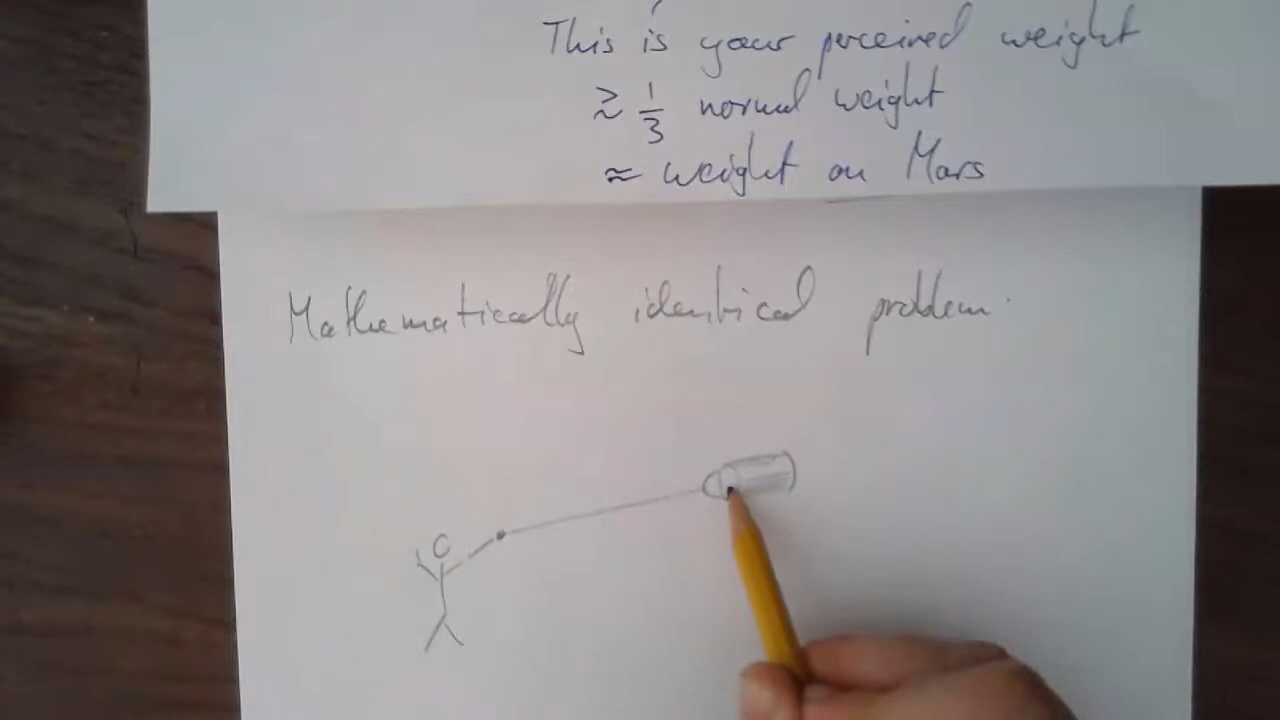 This is your perceived weight
≳ 1/3 normal weight
≈ weight on Mars
Mathematically identical problem: